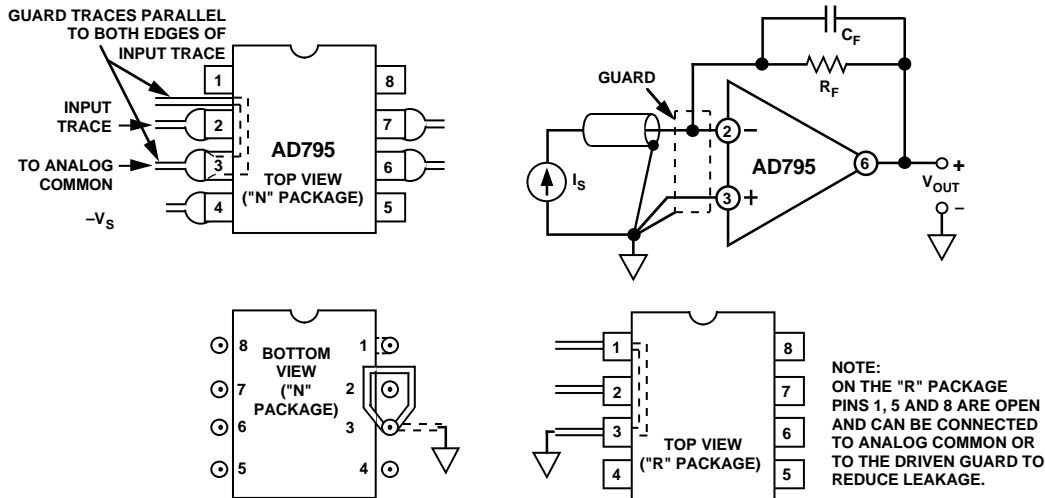 GUARD TRACES PARALLEL
TO BOTH EDGES OF
INPUT TRACE
INPUT
TRACE
TO ANALOG
COMMON
–VS
1
2
3
4
8
7
6
5
AD795
TOP VIEW
("N" PACKAGE)
GUARD
IS
CF
RF
2
–
3
+
AD795
6
+
VOUT
–
8
7
6
5
BOTTOM
VIEW
("N"
PACKAGE)
1
2
3
4
1
2
3
4
8
7
6
5
TOP VIEW
("R" PACKAGE)
NOTE:
ON THE "R" PACKAGE
PINS 1, 5 AND 8 ARE OPEN
AND CAN BE CONNECTED
TO ANALOG COMMON OR
TO THE DRIVEN GUARD TO
REDUCE LEAKAGE.